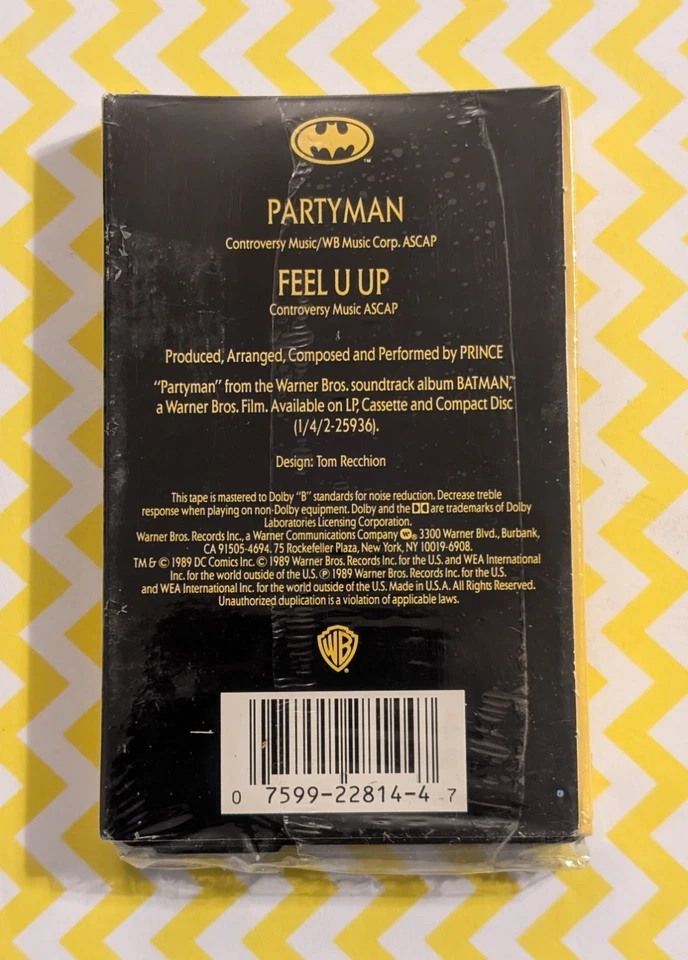 TM
PARTYMAN
Controversy Music/WB Music Corp. ASCAP
FEEL U UP
Controversy Music ASCAP
Produced, Arranged, Composed and Performed by PRINCE
"Partyman" from the Warner Bros. soundtrack album BATMAN,™
a Warner Bros. Film. Available on LP, Cassette and Compact Disc
(1/4/2-25936).
Design: Tom Recchion
This tape is mastered to Dolby "B" standards for noise reduction. Decrease treble
response when playing on non-Dolby equipment. Dolby and the are trademarks of Dolby
Laboratories Licensing Corporation.
Warner Bros. Records Inc., a Warner Communications Company ® 3300 Warner Blvd., Burbank,
CA 91505-4694. 75 Rockefeller Plaza, New York, NY 10019-6908.
TM & © 1989 DC Comics Inc. © 1989 Warner Bros. Records Inc. for the U.S. and WEA International
Inc. for the world outside of the U.S. ℗ 1989 Warner Bros. Records Inc. for the U.S.
and WEA International Inc. for the world outside of the U.S. Made in U.S.A. All Rights Reserved.
Unauthorized duplication is a violation of applicable laws.
WB®
0 7599-22814-4 7